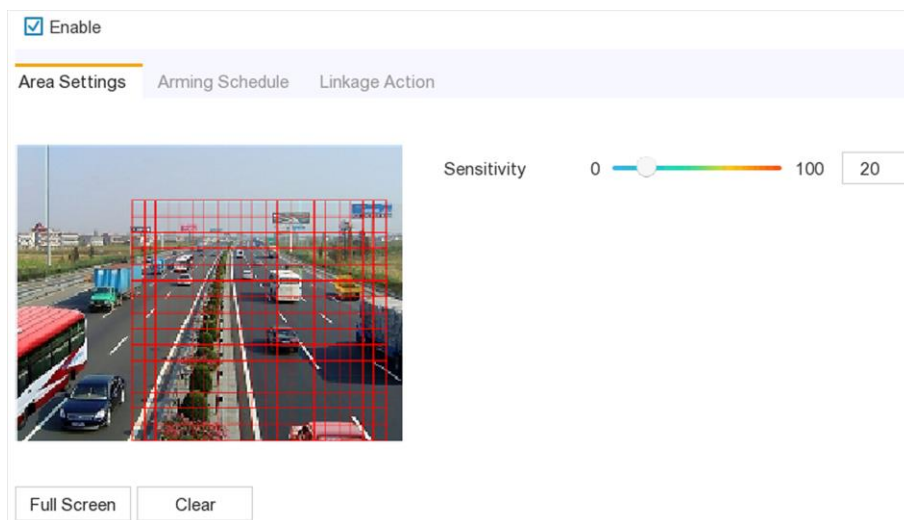 Enable
Area Settings Arming Schedule Linkage Action
Sensitivity 0 100 20
Full Screen Clear